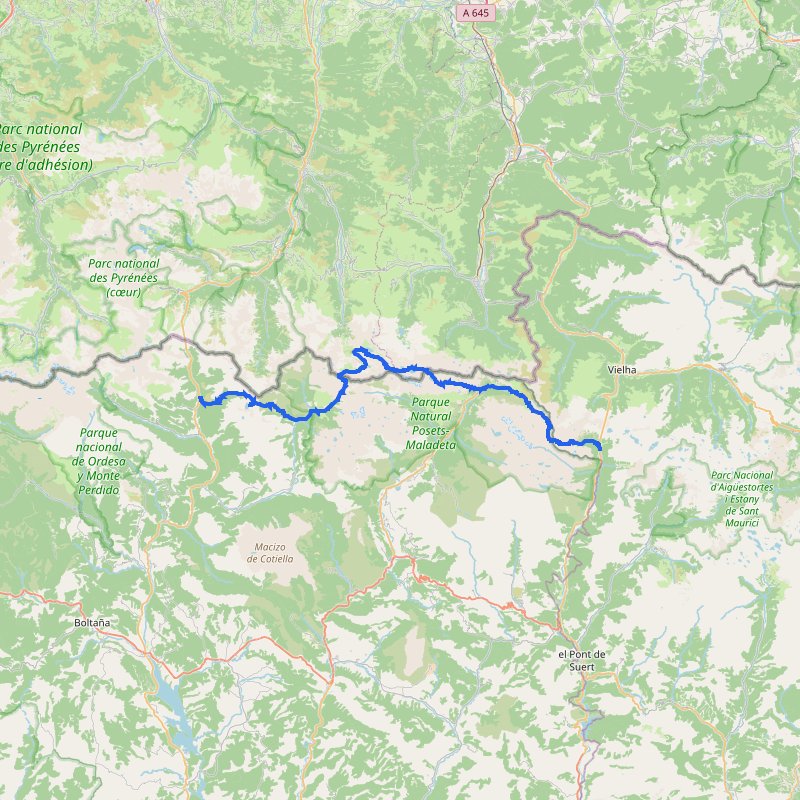 A 645
Parc national
des Pyrénées
re d'adhésion)
Parc national
des Pyrénées
(cœur)
Vielha
Parque
Natural
Posets-
Maladeta
Parque
nacional
de Ordesa
y Monte
Perdido
Parc Nacional
d'Aigüestortes
i Estany
de Sant
Maurici
Macizo
de Cotiella
Boltaña
el Pont de
Suert